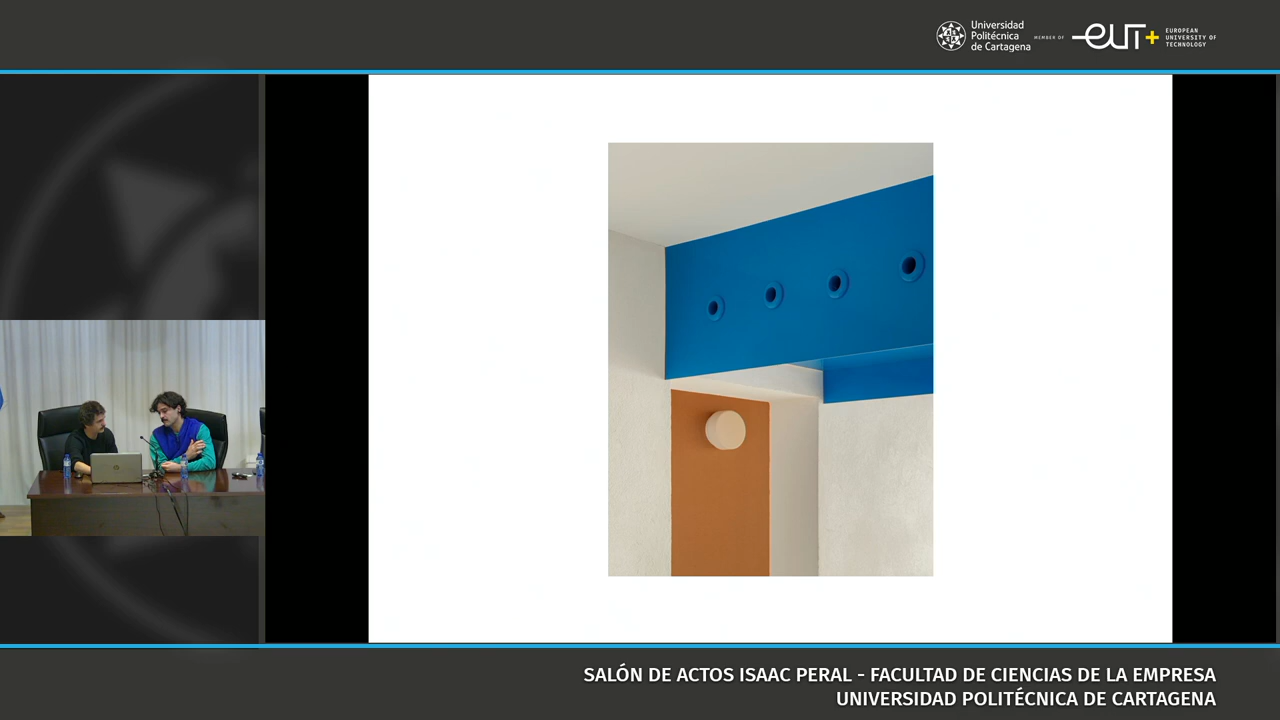 Universidad
Politécnica
de Cartagena
MEMBER OF
EUT+
EUROPEAN
UNIVERSITY OF
TECHNOLOGY
SALÓN DE ACTOS ISAAC PERAL - FACULTAD DE CIENCIAS DE LA EMPRESA
UNIVERSIDAD POLITÉCNICA DE CARTAGENA